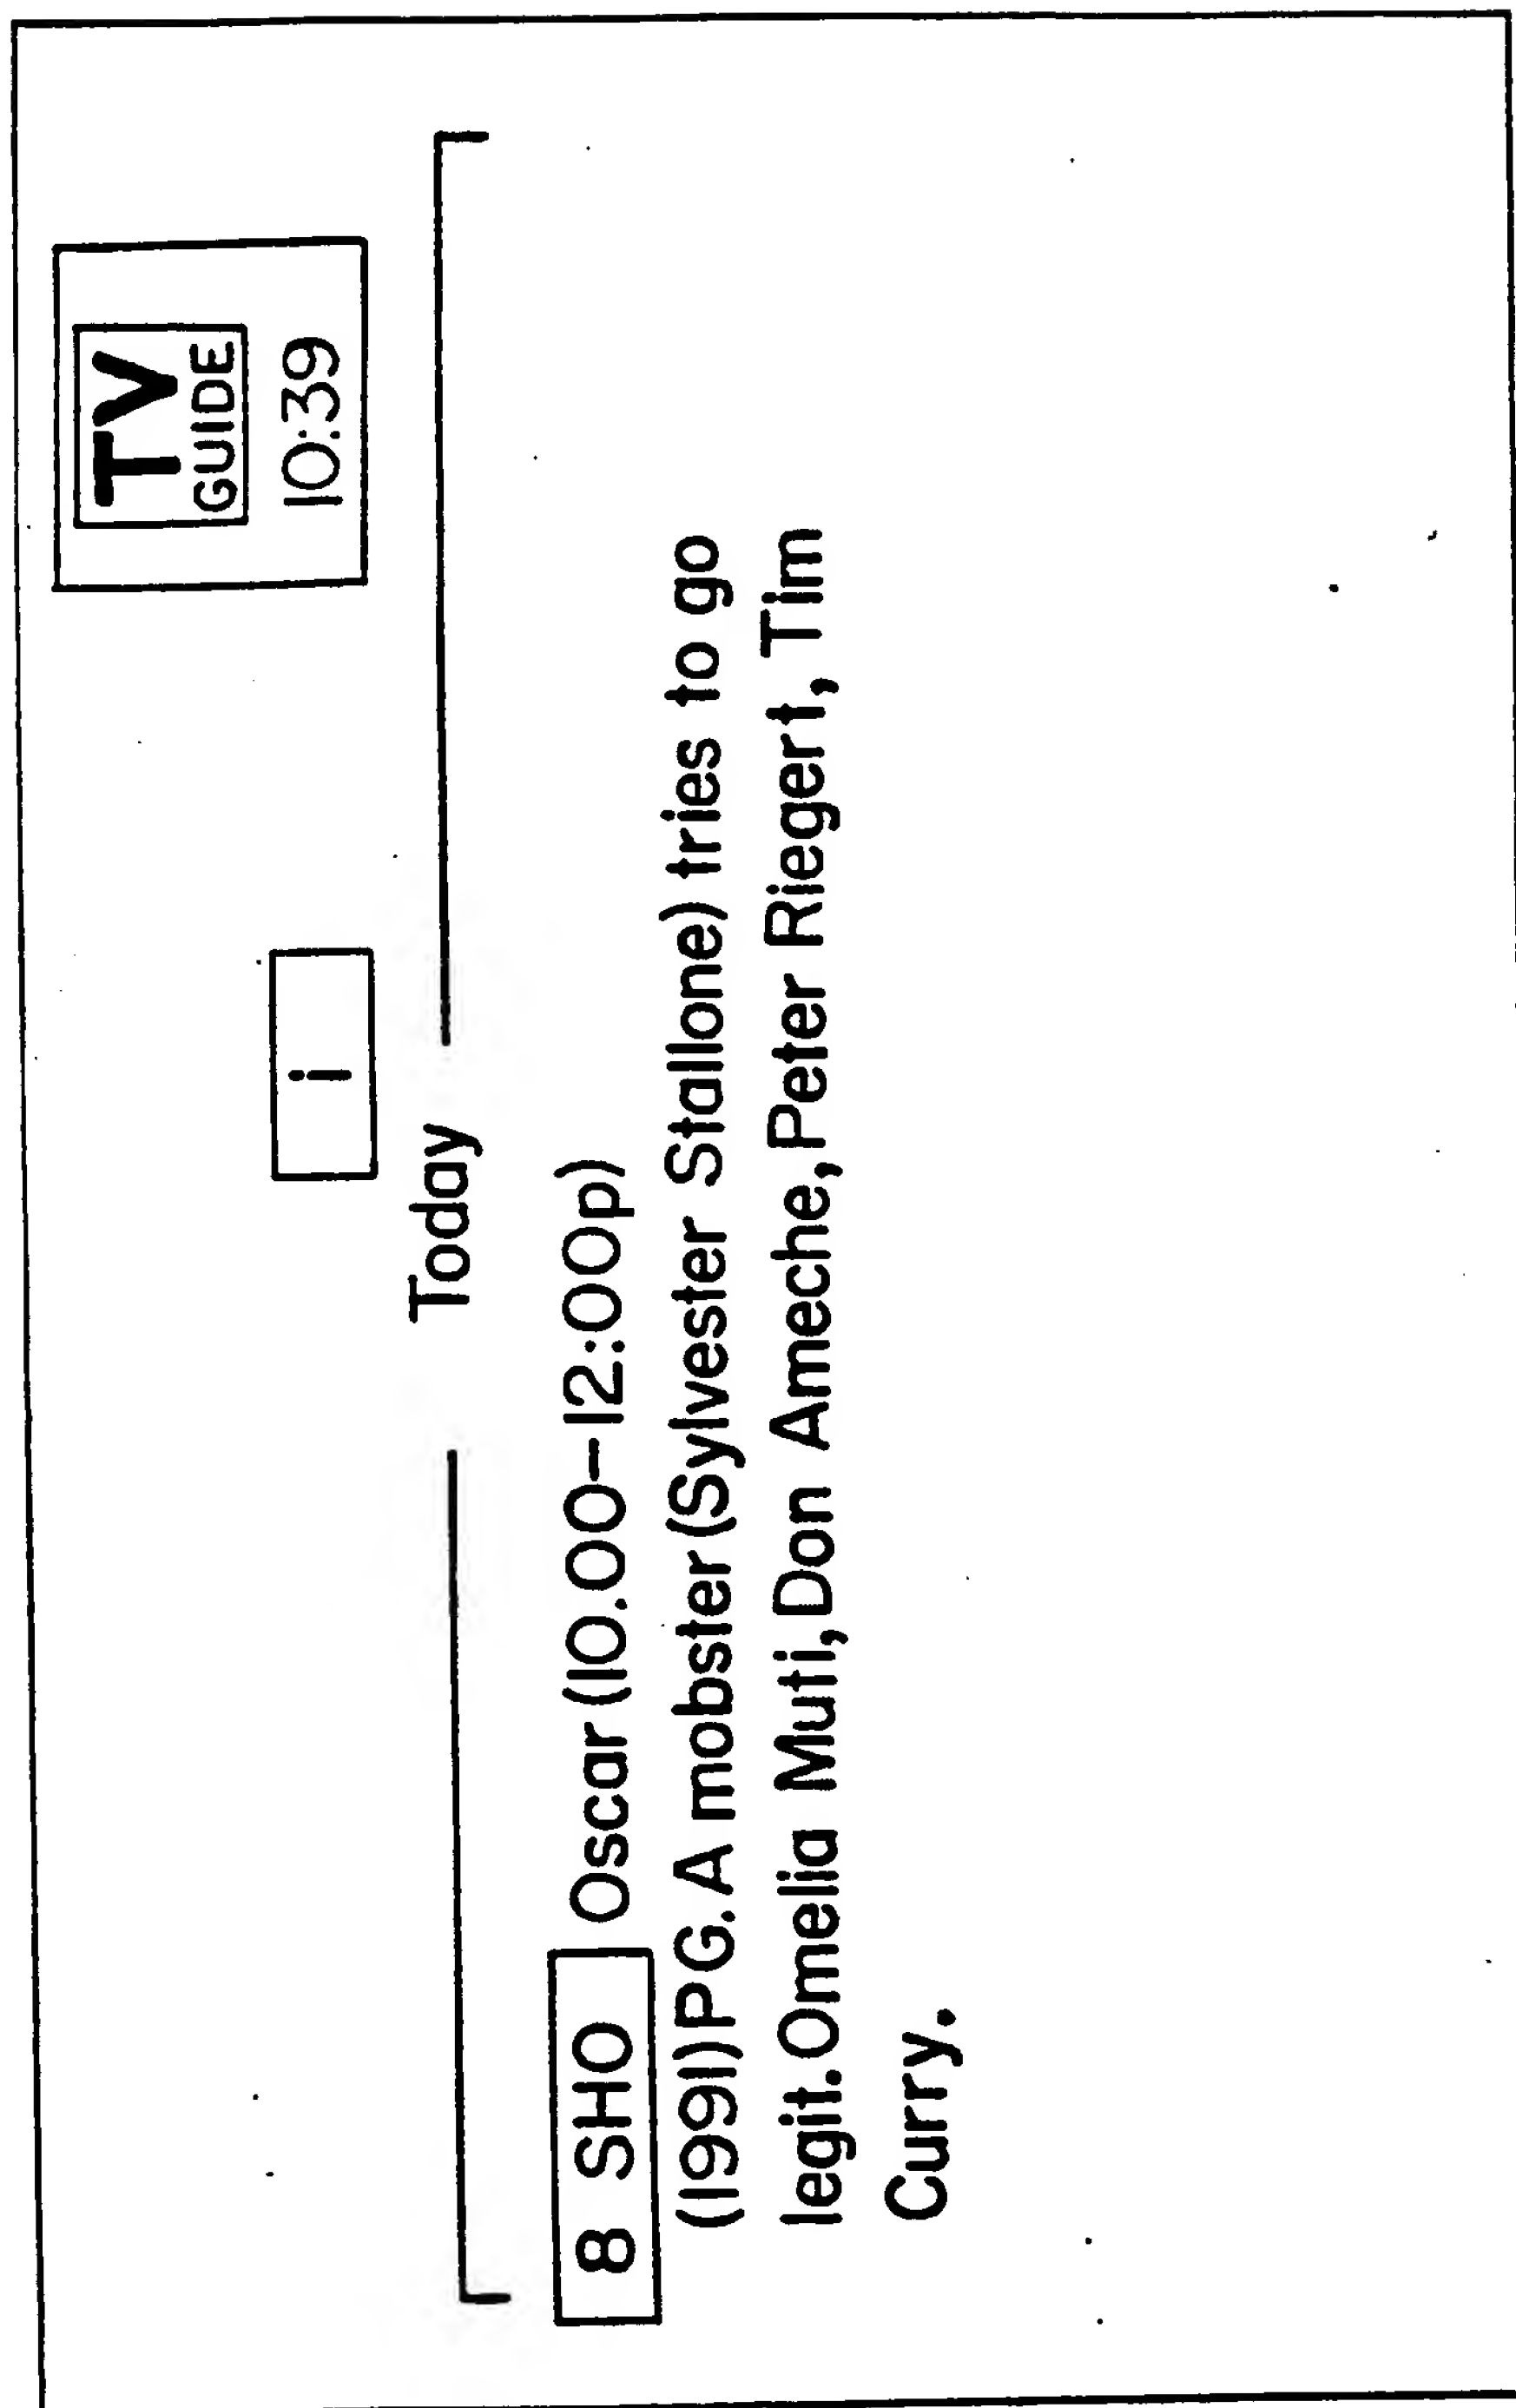 TV
GUIDE
10:39
i
Today
8 SHO Oscar (10.00-12:00p)
(1991)PG. A mobster (Sylvester Stallone) tries to go
legit. Omelia Muti, Don Ameche, Peter Riegert, Tim
Curry.